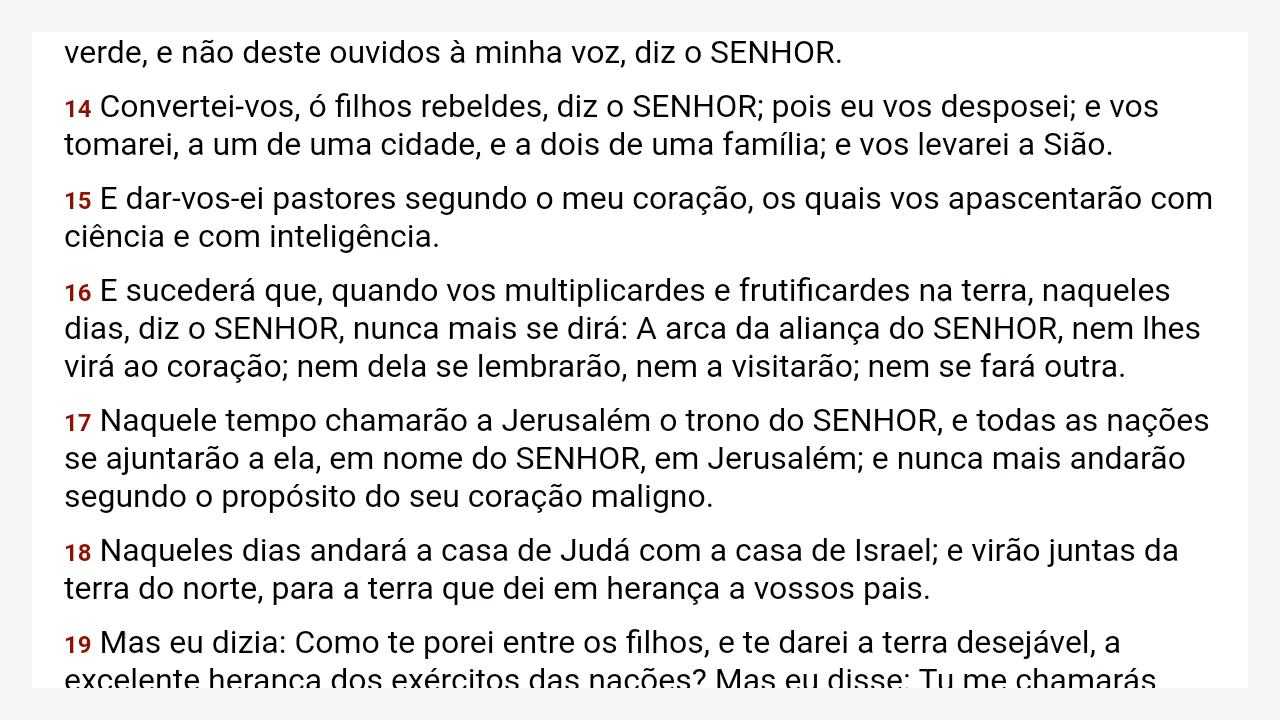 verde, e não deste ouvidos à minha voz, diz o SENHOR.
14 Convertei-vos, ó filhos rebeldes, diz o SENHOR; pois eu vos desposei; e vos
tomarei, a um de uma cidade, e a dois de uma família; e vos levarei a Sião.
15 E dar-vos-ei pastores segundo o meu coração, os quais vos apascentarão com
ciência e com inteligência.
16 E sucederá que, quando vos multiplicardes e frutificardes na terra, naqueles
dias, diz o SENHOR, nunca mais se dirá: A arca da aliança do SENHOR, nem lhes
virá ao coração; nem dela se lembrarão, nem a visitarão; nem se fará outra.
17 Naquele tempo chamarão a Jerusalém o trono do SENHOR, e todas as nações
se ajuntarão a ela, em nome do SENHOR, em Jerusalém; e nunca mais andarão
segundo o propósito do seu coração maligno.
18 Naqueles dias andará a casa de Judá com a casa de Israel; e virão juntas da
terra do norte, para a terra que dei em herança a vossos pais.
19 Mas eu dizia: Como te porei entre os filhos, e te darei a terra desejável, a
excelente herança dos exércitos das nações? Mas eu disse: Tu me chamarás